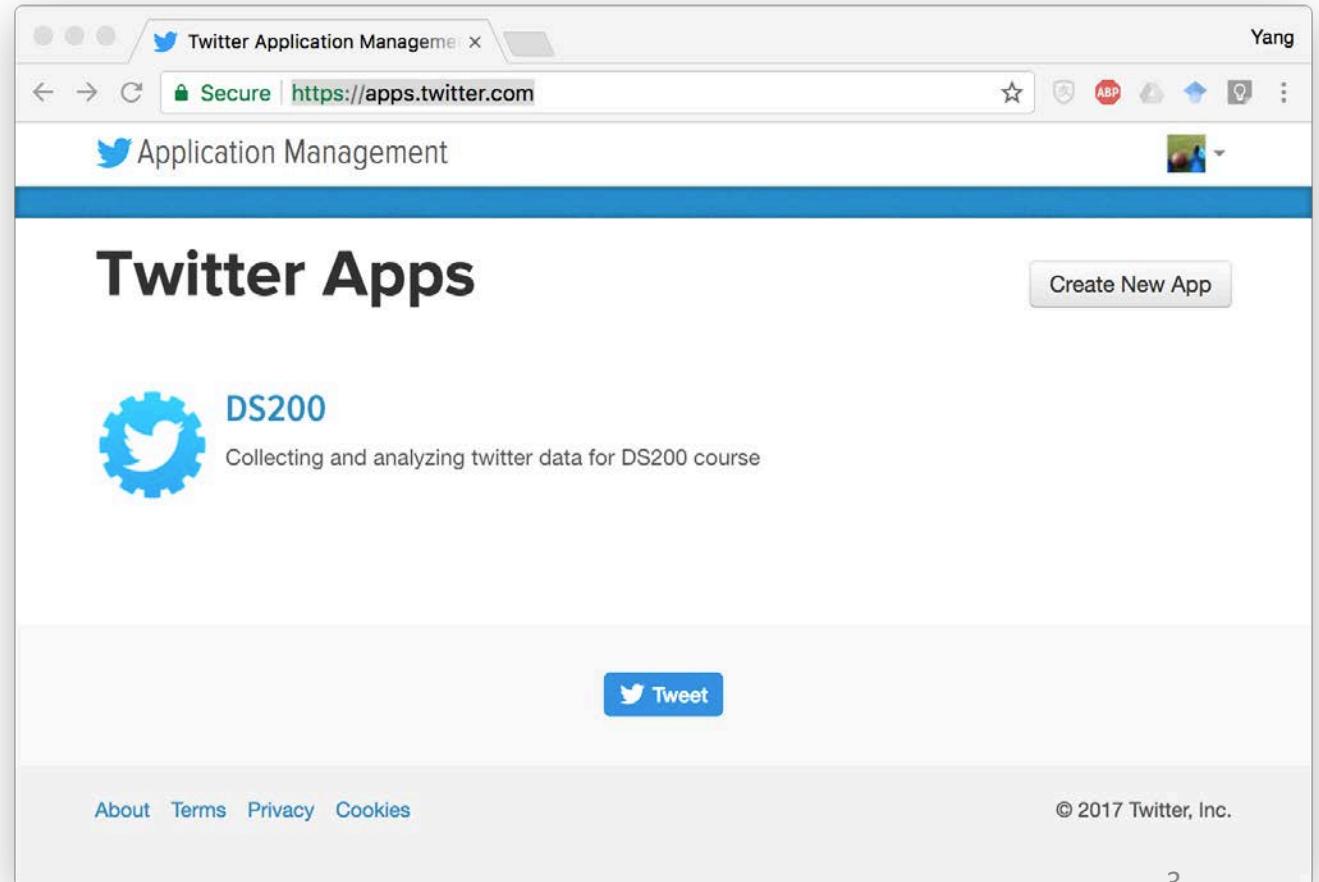 Twitter Application Manageme
Yang
Secure https://apps.twitter.com
ABP
Application Management
Twitter Apps
Create New App
DS200
Collecting and analyzing twitter data for DS200 course
Tweet
About Terms Privacy Cookies
© 2017 Twitter, Inc.